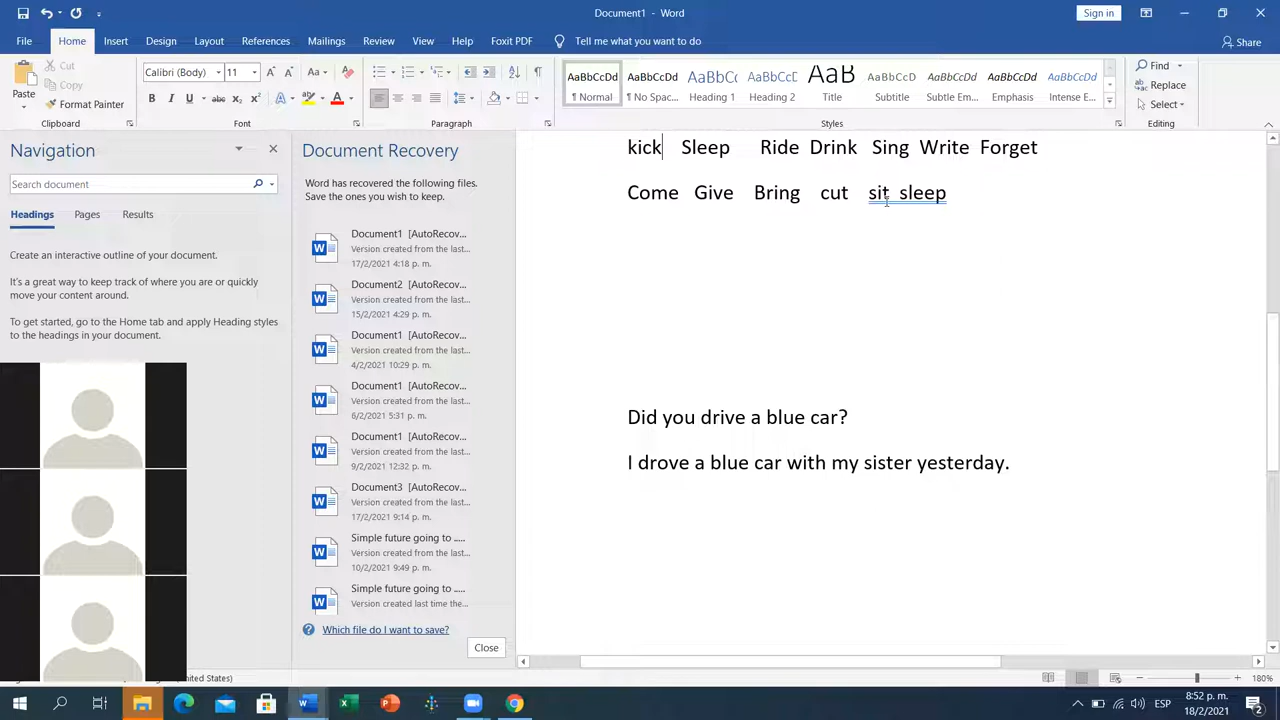 Document1 - Word
Sign in
File Home Insert Design Layout References Mailings Review View Help Foxit PDF Tell me what you want to do Share
Paste Cut Copy Format Painter
Calibri (Body) 11
Clipboard Font Paragraph Styles Editing
AaBbCcDd AaBbCcDd AaBbCc AaBbCcD AaB AaBbCcD AaBbCcDd AaBbCcDd AaBbCcDd
¶ Normal ¶ No Spac... Heading 1 Heading 2 Title Subtitle Subtle Em... Emphasis Intense E...
Find
Replace
Select
Navigation
Search document
Headings Pages Results
Create an interactive outline of your document.
It's a great way to keep track of where you are or quickly
move your content around.
To get started, go to the Home tab and apply Heading styles
to the headings in your document.
Document Recovery
Word has recovered the following files.
Save the ones you wish to keep.
Document1 [AutoRecov...
Version created from the last...
17/2/2021 4:18 p. m.
Document2 [AutoRecov...
Version created from the last...
15/2/2021 4:29 p. m.
Document1 [AutoRecov...
Version created from the last...
4/2/2021 10:29 p. m.
Document1 [AutoRecov...
Version created from the last...
6/2/2021 5:31 p. m.
Document1 [AutoRecov...
Version created from the last...
9/2/2021 12:32 p. m.
Document3 [AutoRecov...
Version created from the last...
17/2/2021 9:14 p. m.
Simple future going to .....
Version created from the last...
10/2/2021 9:49 p. m.
Simple future going to .....
Version created last time the...
Which file do I want to save?
Close
kick Sleep Ride Drink Sing Write Forget
Come Give Bring cut sit sleep
Did you drive a blue car?
I drove a blue car with my sister yesterday.
d States)
180%
ESP
8:52 p. m.
18/2/2021
2